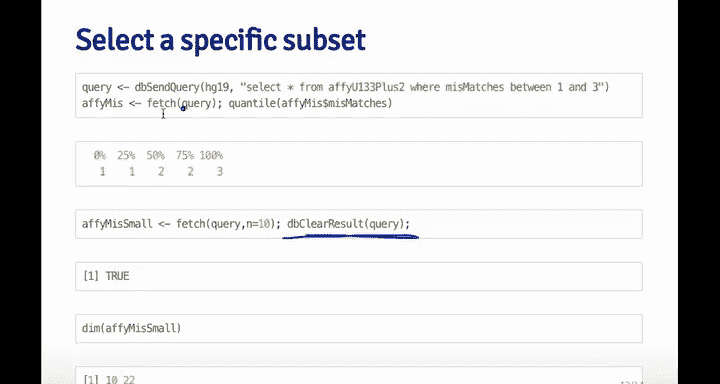 Select a specific subset
query <- dbSendQuery(hg19, "select * from affyU133Plus2 where misMatches between 1 and 3")
affyMis <- fetch(query); quantile(affyMis$misMatches)
0% 25% 50% 75% 100%
1 1 2 2 3
affyMisSmall <- fetch(query,n=10); dbClearResult(query);
[1] TRUE
dim(affyMisSmall)
[1] 10 22